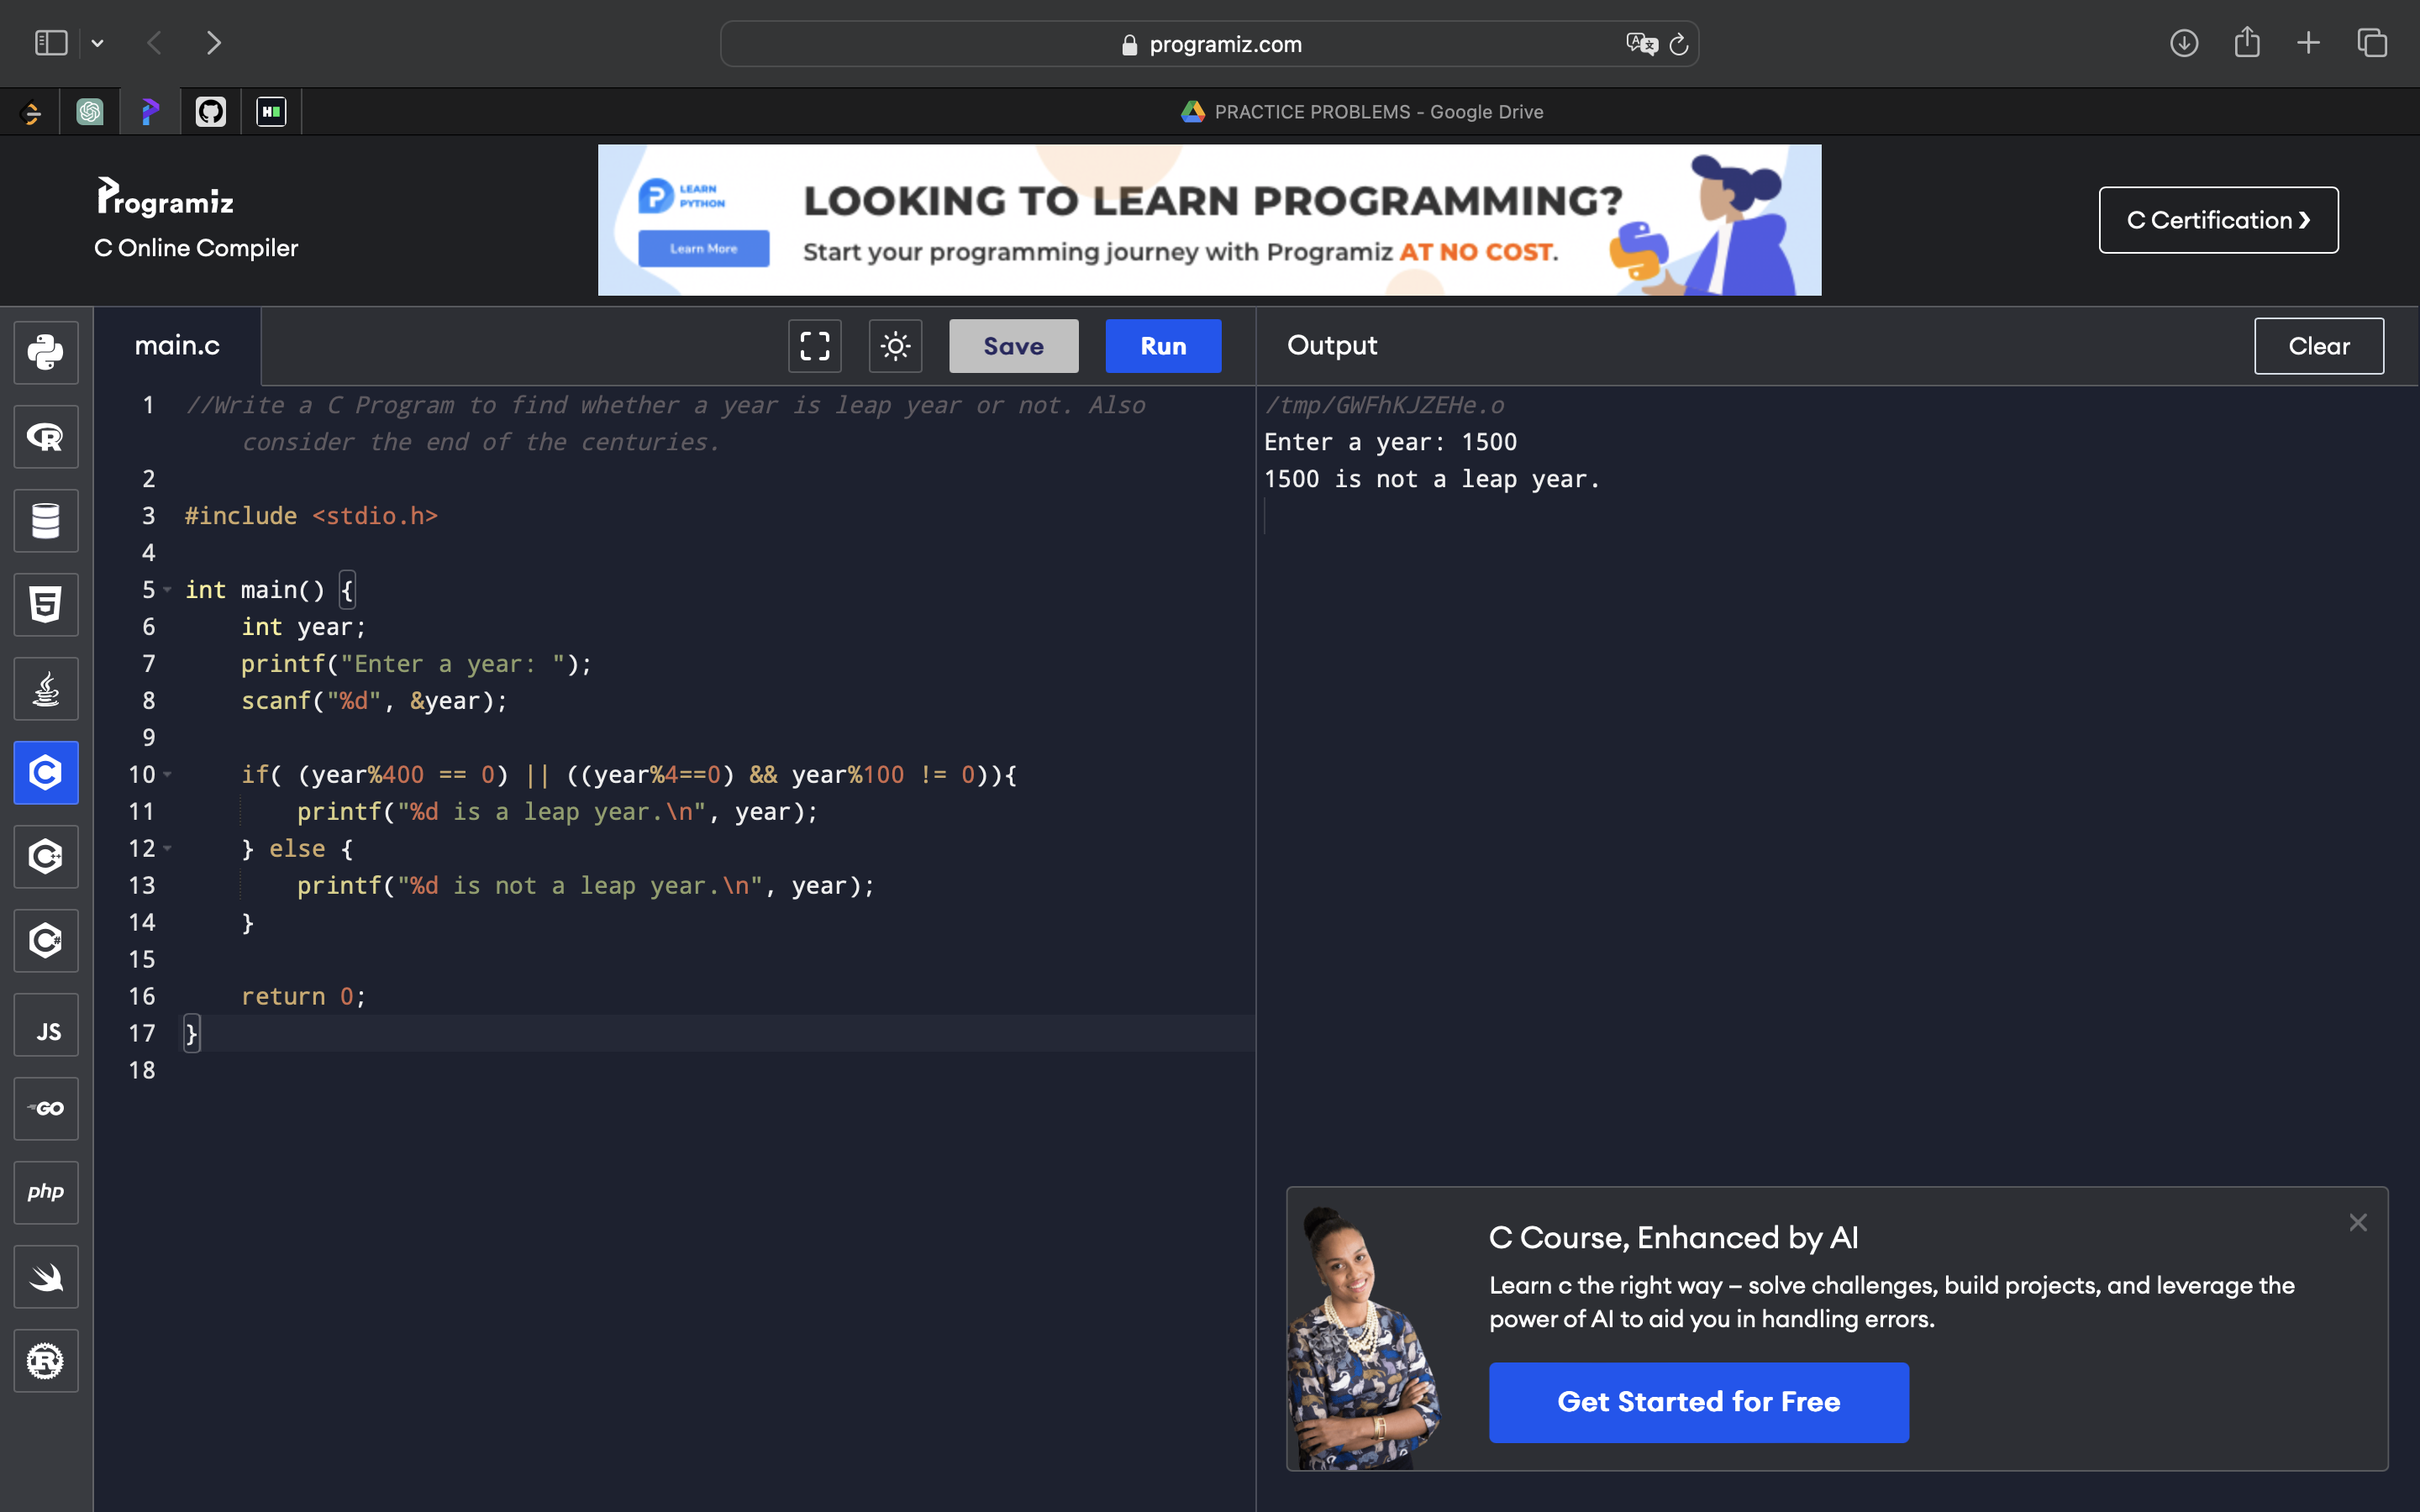 programiz.com
PRACTICE PROBLEMS - Google Drive
Programiz
C Online Compiler
LEARN
PYTHON
Learn More
LOOKING TO LEARN PROGRAMMING?
Start your programming journey with Programiz AT NO COST.
C Certification ❯
main.c
Save
Run
Output
Clear
1 //Write a C Program to find whether a year is leap year or not. Also
consider the end of the centuries.
2
3 #include <stdio.h>
4
5 int main() {
6     int year;
7     printf("Enter a year: ");
8     scanf("%d", &year);
9
10     if( (year%400 == 0) || ((year%4==0) && year%100 != 0)){
11         printf("%d is a leap year.\n", year);
12     } else {
13         printf("%d is not a leap year.\n", year);
14     }
15
16     return 0;
17 }
18
/tmp/GWFhKJZEHe.o
Enter a year: 1500
1500 is not a leap year.
JS
GO
php
C Course, Enhanced by AI
Learn c the right way – solve challenges, build projects, and leverage the
power of AI to aid you in handling errors.
Get Started for Free